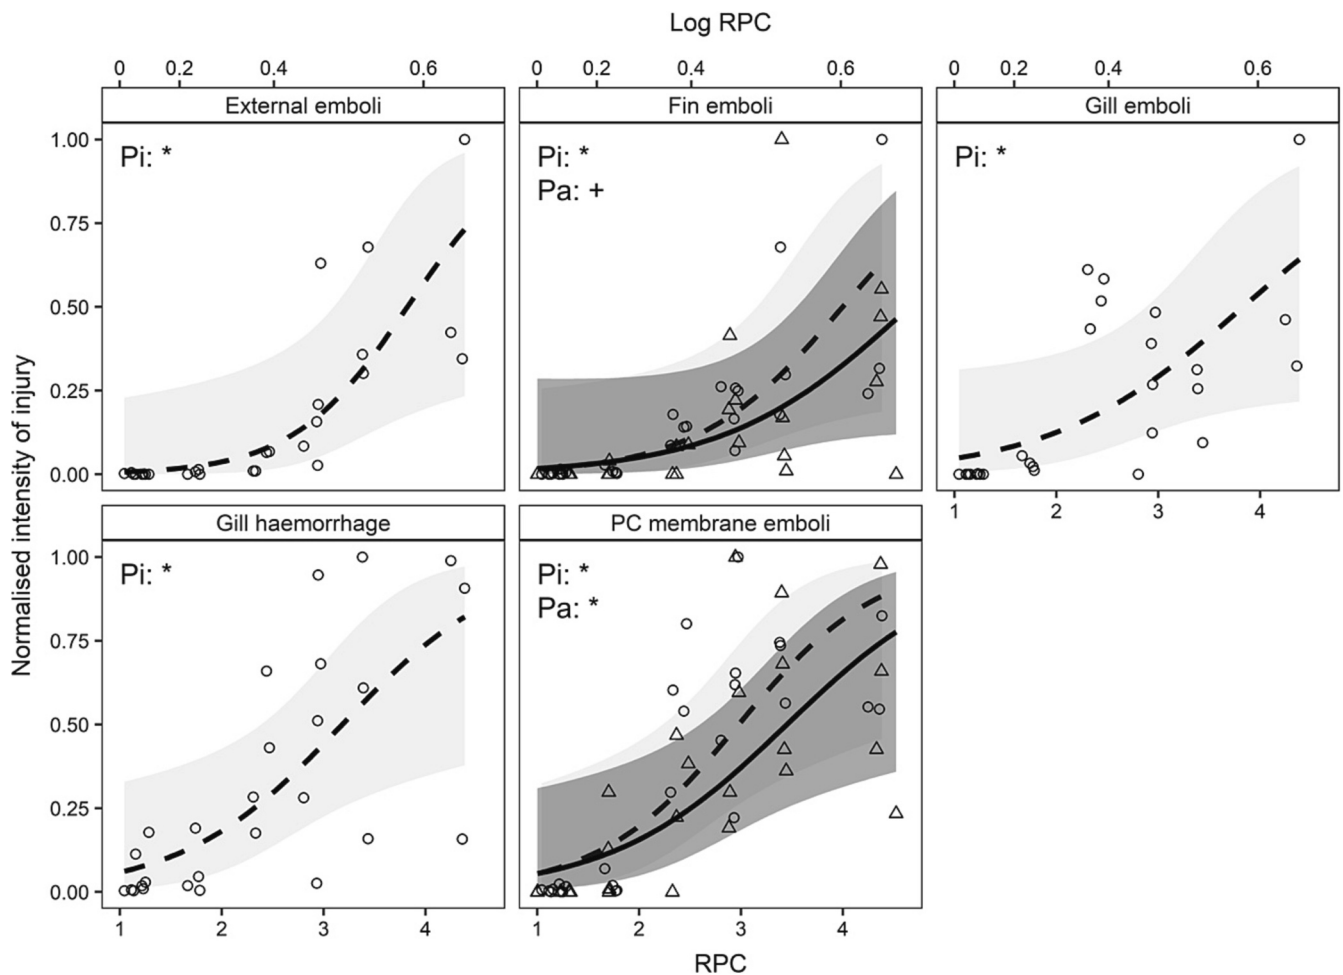 Log RPC
0 0.2 0.4 0.6 0 0.2 0.4 0.6 0 0.2 0.4 0.6
External emboli Fin emboli Gill emboli
1.00
Pi: * Pi: * Pi: *
Pa: +
0.75
0.50
0.25
0.00
1 2 3 4
Normalised intensity of injury
Gill haemorrhage PC membrane emboli
1.00
Pi: * Pi: *
Pa: *
0.75
0.50
0.25
0.00
1 2 3 4 1 2 3 4
RPC